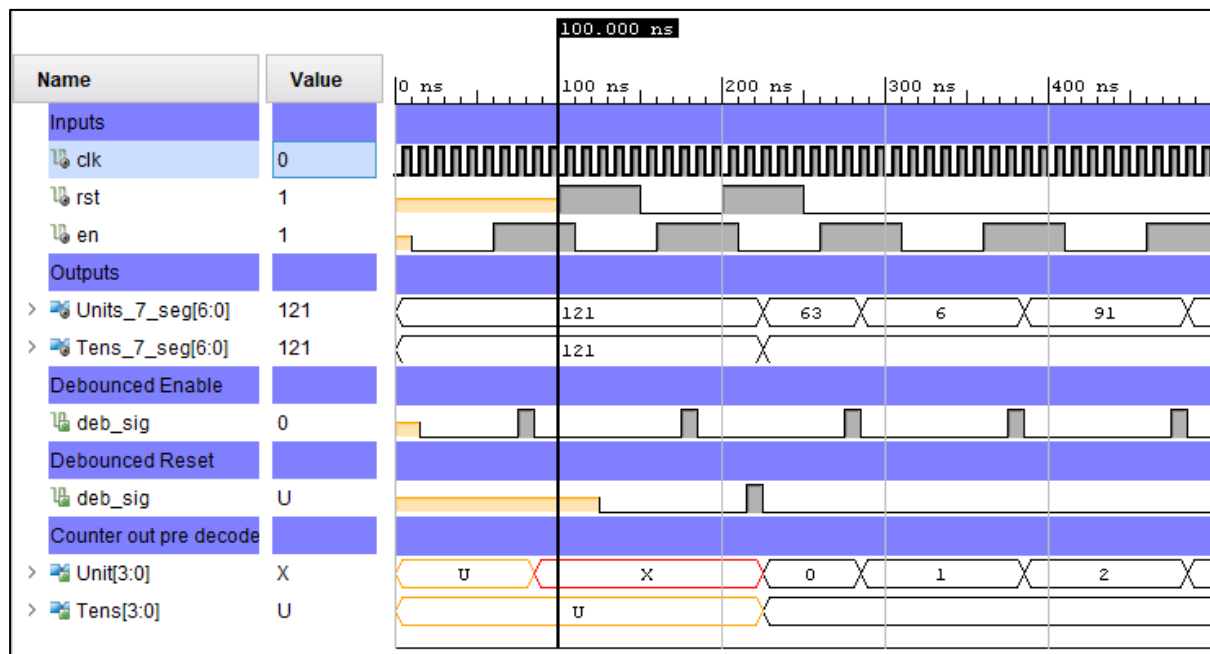 100.000 ns
Name Value 0 ns 100 ns 200 ns 300 ns 400 ns
Inputs
clk 0
rst 1
en 1
Outputs
Units_7_seg[6:0] 121 121 63 6 91
Tens_7_seg[6:0] 121 121
Debounced Enable
deb_sig 0
Debounced Reset
deb_sig U
Counter out pre decode
Unit[3:0] X U X 0 1 2
Tens[3:0] U U